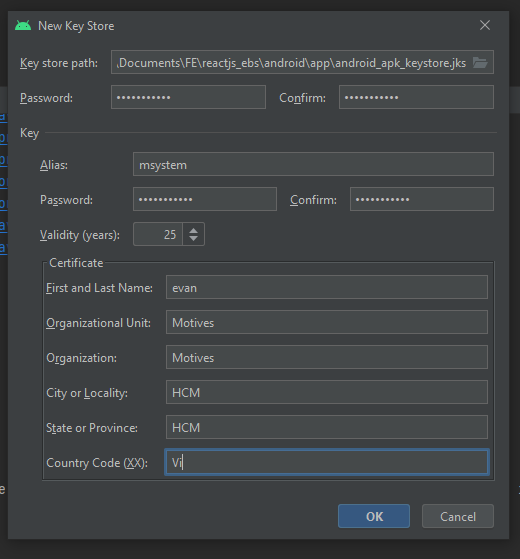 New Key Store
Key store path: .Documents\FE\reactjs_ebs\android\app\android_apk_keystore.jks
Password: ••••••••••• Confirm: •••••••••••
Key
Alias: msystem
Password: ••••••••••• Confirm: •••••••••••
Validity (years): 25
Certificate
First and Last Name: evan
Organizational Unit: Motives
Organization: Motives
City or Locality: HCM
State or Province: HCM
Country Code (XX): Vi
OK Cancel